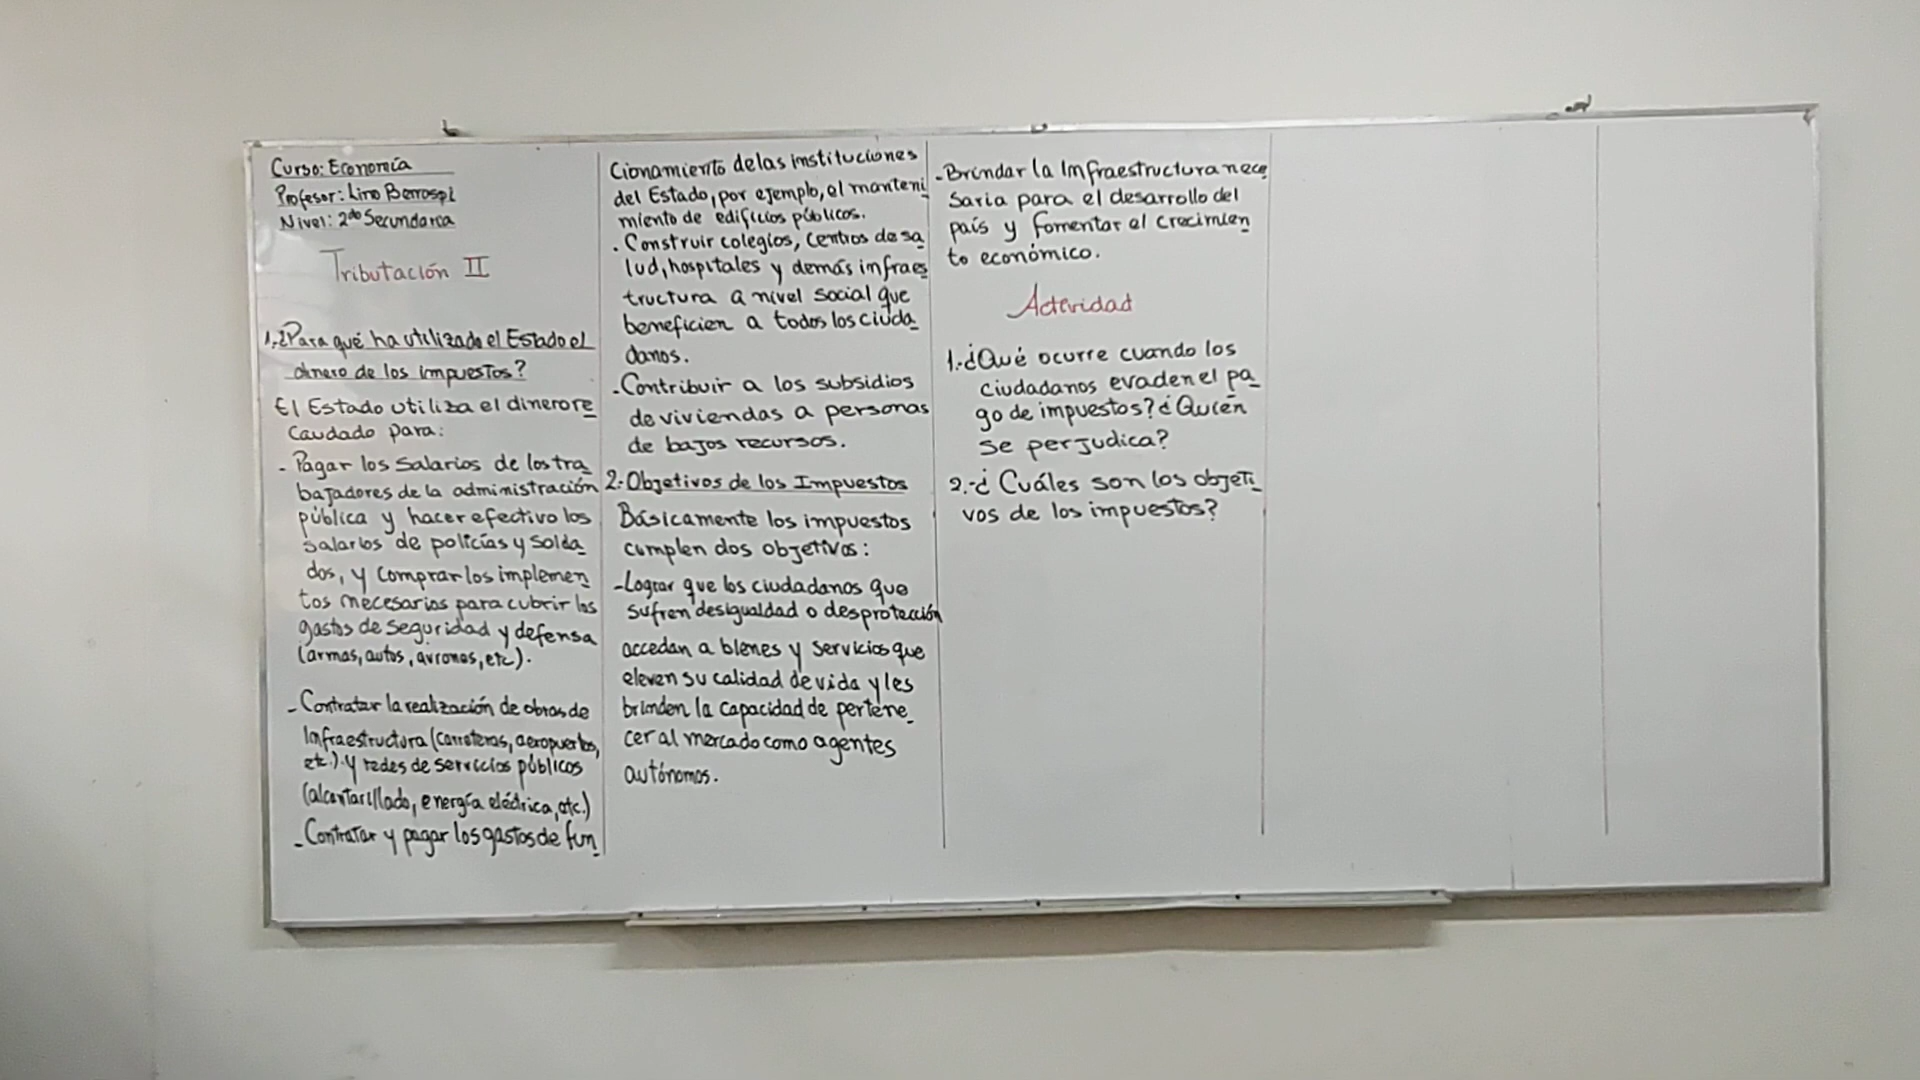 Curso: Economía
Profesor: Lino Berrospi
Nivel: 2do Secundaria
Tributación II
1.¿Para qué ha utilizado el Estado el
dinero de los impuestos?
El Estado utiliza el dinero re
caudado para:
- Pagar los salarios de los tra
bajadores de la administración
pública y hacer efectivo los
salarios de policías y solda
dos, y comprar los implemen
tos necesarios para cubrir los
gastos de seguridad y defensa
(armas, autos, avrones, etc).
- Contratar la realización de obras de
Infraestructura (carreteras, aeropuertos,
etc.) y redes de servicios públicos
(alcantarillado, energía eléctrica, etc.)
- Contratar y pagar los gastos de fun
cionamiento de las instituciones
del Estado, por ejemplo, el manteni
miento de edificios públicos.
. Construir colegios, centros de sa
lud, hospitales y demás infraes
tructura a nivel social que
beneficien a todos los ciuda
danos.
- Contribuir a los subsidios
de viviendas a personas
de bajos recursos.
2. Objetivos de los Impuestos
Básicamente los impuestos
cumplen dos objetivos:
- Lograr que los ciudadanos que
sufren desigualdad o desprotección
accedan a bienes y servicios que
eleven su calidad de vida y les
brinden la capacidad de pertene
cer al mercado como agentes
autónomos.
- Brindar la Infraestructura nece
saria para el desarrollo del
país y fomentar el crecimien
to económico.
Actividad
1.-¿Qué ocurre cuando los
ciudadanos evaden el pa
go de impuestos? ¿Quién
se perjudica?
2.-¿Cuáles son los objeti
vos de los impuestos?